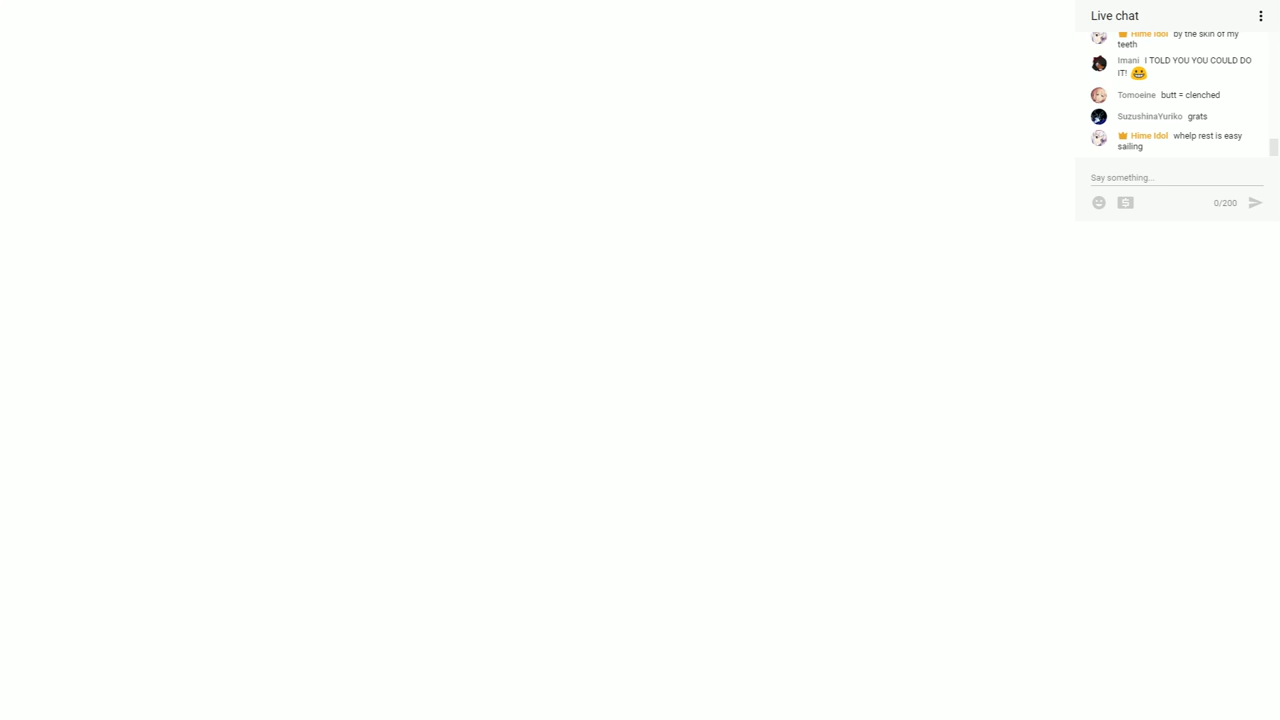 Live chat
Hime Idol by the skin of my
teeth
Imani I TOLD YOU YOU COULD DO
IT!
Tomoeine butt = clenched
SuzushinaYuriko grats
Hime Idol whelp rest is easy
sailing
Say something...
0/200